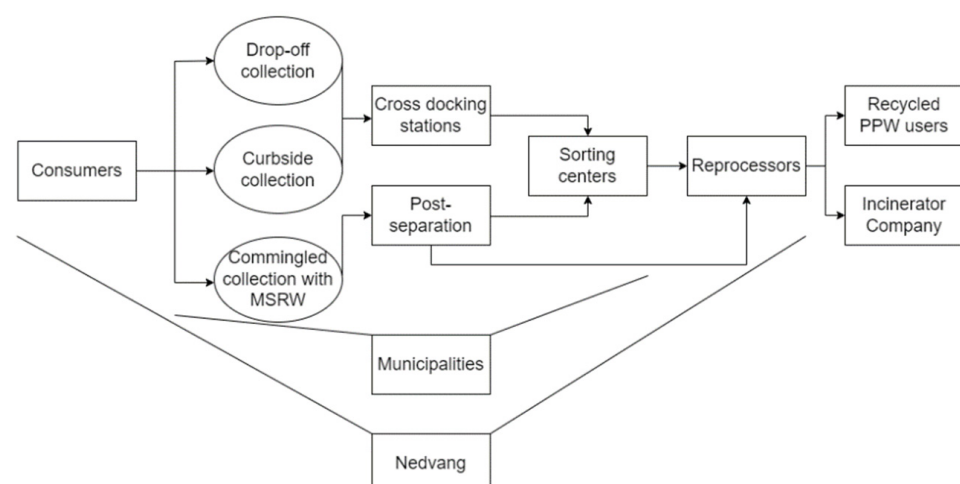 Drop-off
collection
Consumers
Curbside
collection
Commingled
collection with
MSRW
Cross docking
stations
Post-
separation
Sorting
centers
Reprocessors
Recycled
PPW users
Incinerator
Company
Municipalities
Nedvang